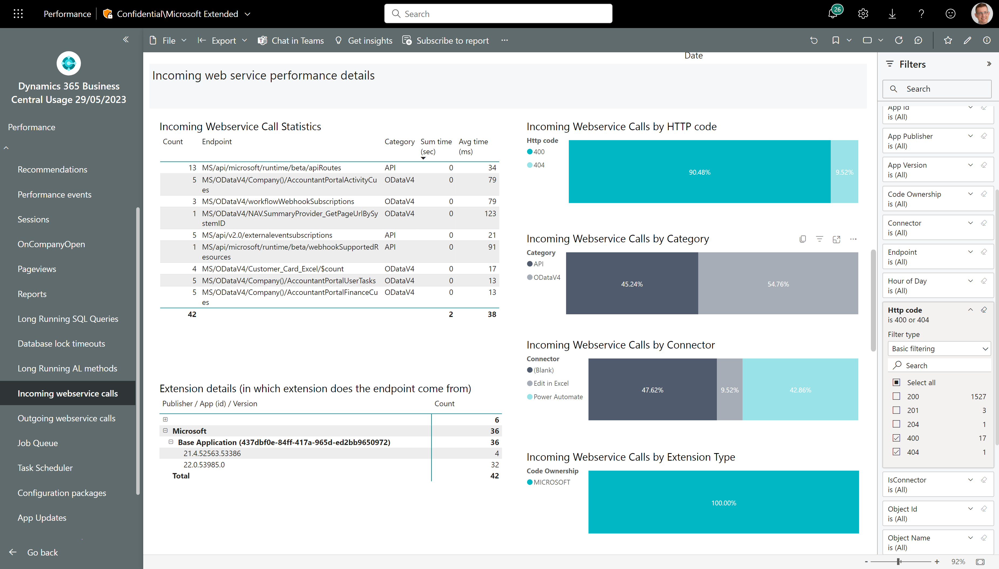 Performance
Confidential\Microsoft Extended
Search
26
File
Export
Chat in Teams
Get insights
Subscribe to report
Dynamics 365 Business
Central Usage 29/05/2023
Performance
Recommendations
Performance events
Sessions
OnCompanyOpen
Pageviews
Reports
Long Running SQL Queries
Database lock timeouts
Long Running AL methods
Incoming webservice calls
Outgoing webservice calls
Job Queue
Task Scheduler
Configuration packages
App Updates
Go back
Date
Incoming web service performance details
Incoming Webservice Call Statistics
Count Endpoint Category Sum time Avg time
(sec) (ms)
13 MS/api/microsoft/runtime/beta/apiRoutes API 0 34
5 MS/ODataV4/Company()/AccountantPortalActivityCu ODataV4 0 79
es
3 MS/ODataV4/workflowWebhookSubscriptions ODataV4 0 79
1 MS/ODataV4/NAV.SummaryProvider_GetPageUrlBySy ODataV4 0 123
stemID
5 MS/api/v2.0/externaleventsubscriptions API 0 21
1 MS/api/microsoft/runtime/beta/webhookSupportedR API 0 91
esources
4 MS/ODataV4/Customer_Card_Excel/$count ODataV4 0 17
5 MS/ODataV4/Company()/AccountantPortalUserTasks ODataV4 0 13
5 MS/ODataV4/Company()/AccountantPortalFinanceCu ODataV4 0 13
es
42 2 38
Extension details (in which extension does the endpoint come from)
Publisher / App (id) / Version Count
6
Microsoft 36
Base Application (437dbf0e-84ff-417a-965d-ed2bb9650972) 36
21.4.52563.53386 4
22.0.53985.0 32
Total 42
Incoming Webservice Calls by HTTP code
Http code
400
404
90.48%
9.52%
Incoming Webservice Calls by Category
Category
API
ODataV4
45.24%
54.76%
Incoming Webservice Calls by Connector
Connector
(Blank)
Edit in Excel
Power Automate
47.62%
9.52%
42.86%
Incoming Webservice Calls by Extension Type
Code Ownership
MICROSOFT
100.00%
Filters
Search
App Id
is (All)
App Publisher
is (All)
App Version
is (All)
Code Ownership
is (All)
Connector
is (All)
Endpoint
is (All)
Hour of Day
is (All)
Http code
is 400 or 404
Filter type
Basic filtering
Search
Select all
200 1527
201 3
204 1
400 17
404 1
IsConnector
is (All)
Object Id
is (All)
Object Name
is (All)
- + 92%